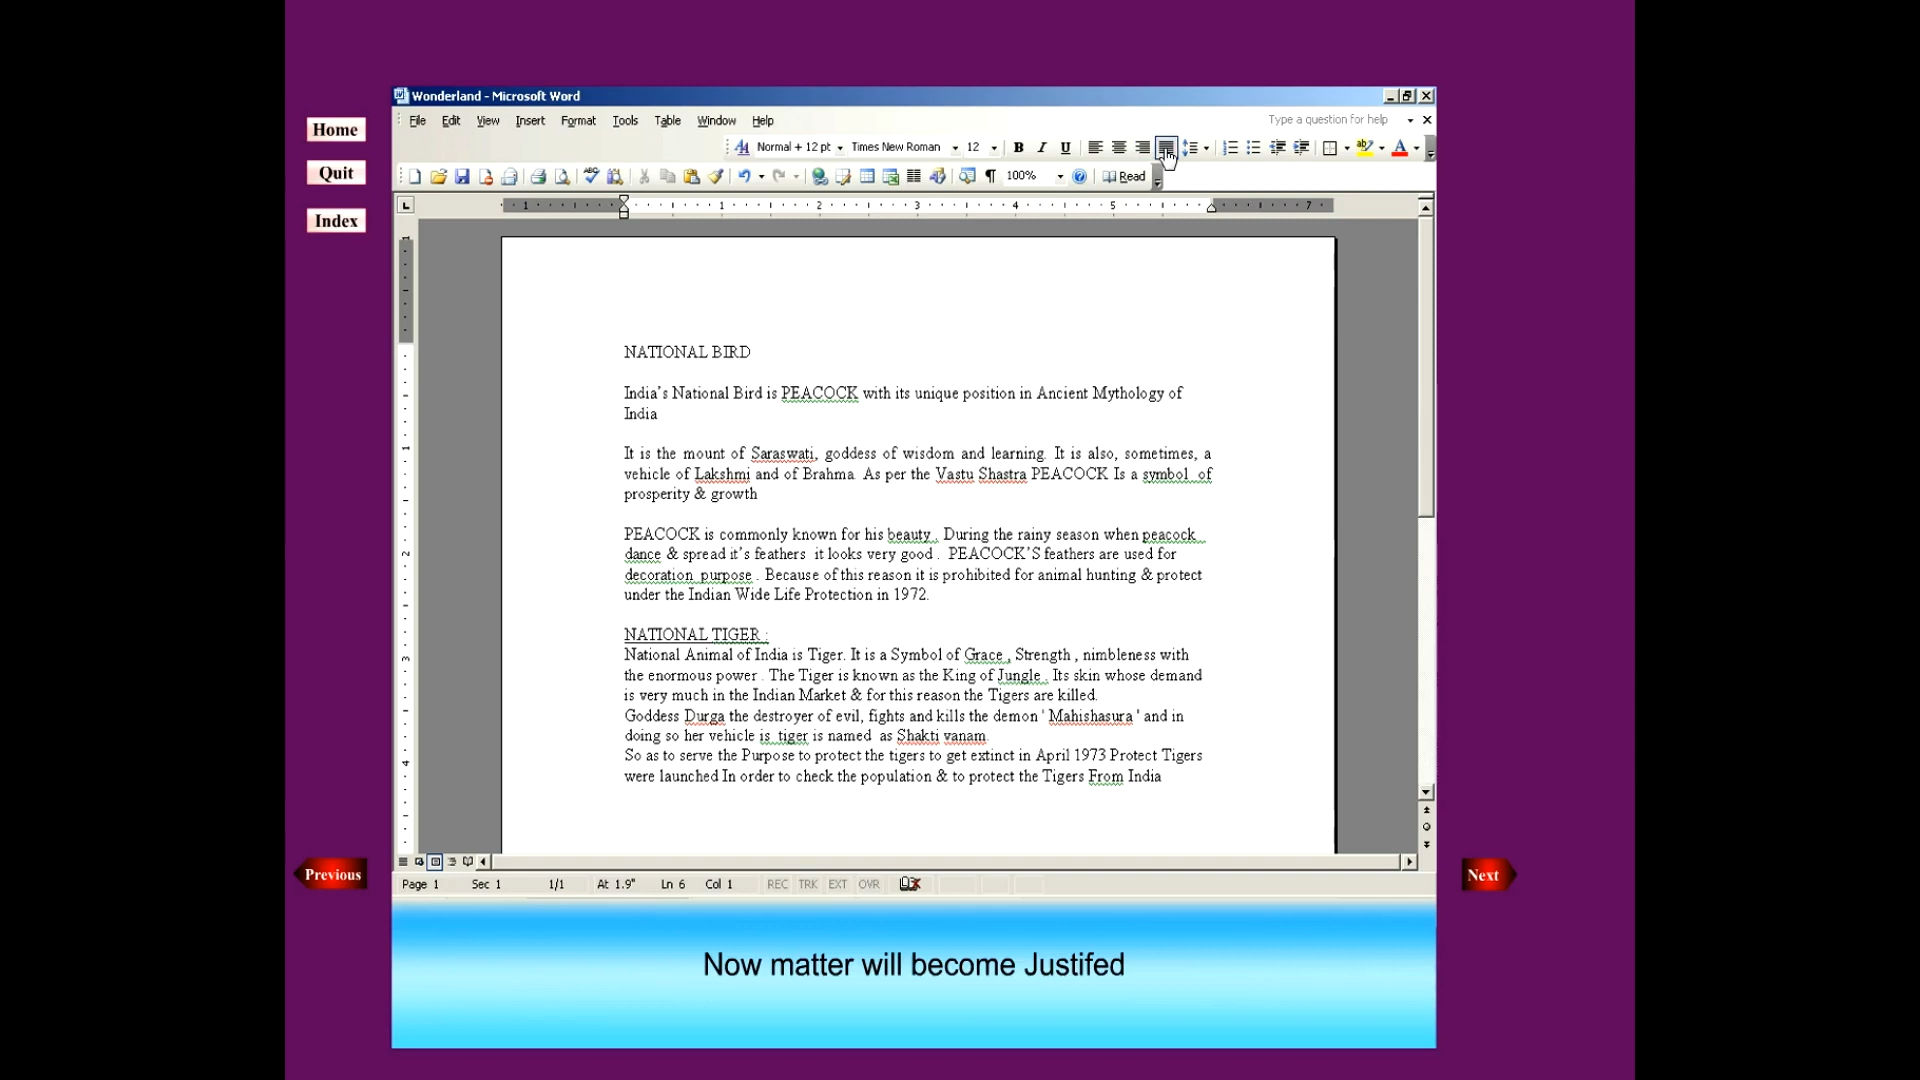 Wonderland - Microsoft Word
Home
File Edit View Insert Format Tools Table Window Help
Type a question for help
Normal + 12 pt Times New Roman 12 B I U
Quit
100% Read
Index
1 1 2 3 4 5 7
NATIONAL BIRD
India's National Bird is PEACOCK with its unique position in Ancient Mythology of
India
It is the mount of Saraswati, goddess of wisdom and learning. It is also, sometimes, a
vehicle of Lakshmi and of Brahma. As per the Vastu Shastra PEACOCK Is a symbol of
prosperity & growth
PEACOCK is commonly known for his beauty . During the rainy season when peacock
dance & spread it's feathers it looks very good . PEACOCK'S feathers are used for
decoration purpose . Because of this reason it is prohibited for animal hunting & protect
under the Indian Wide Life Protection in 1972.
NATIONAL TIGER :
National Animal of India is Tiger. It is a Symbol of Grace , Strength , nimbleness with
the enormous power . The Tiger is known as the King of Jungle . Its skin whose demand
is very much in the Indian Market & for this reason the Tigers are killed.
Goddess Durga the destroyer of evil, fights and kills the demon ' Mahishasura ' and in
doing so her vehicle is tiger is named as Shakti vanam.
So as to serve the Purpose to protect the tigers to get extinct in April 1973 Protect Tigers
were launched In order to check the population & to protect the Tigers From India
Previous
Next
Page 1 Sec 1 1/1 At 1.9" Ln 6 Col 1 REC TRK EXT OVR
Now matter will become Justifed